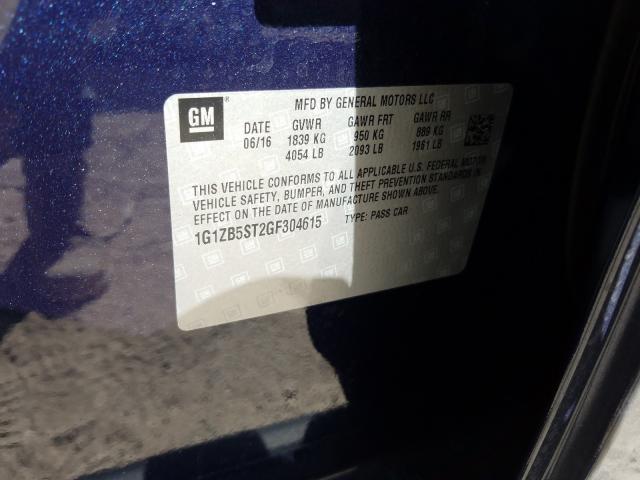 GM
MFD BY GENERAL MOTORS LLC
DATE GVWR GAWR FRT GAWR RR
06/16 1839 KG 950 KG 889 KG
4054 LB 2093 LB 1961 LB
THIS VEHICLE CONFORMS TO ALL APPLICABLE U.S. FEDERAL MOTOR
VEHICLE SAFETY, BUMPER, AND THEFT PREVENTION STANDARDS IN
EFFECT ON THE DATE OF MANUFACTURE SHOWN ABOVE.
1G1ZB5ST2GF304615 TYPE: PASS CAR